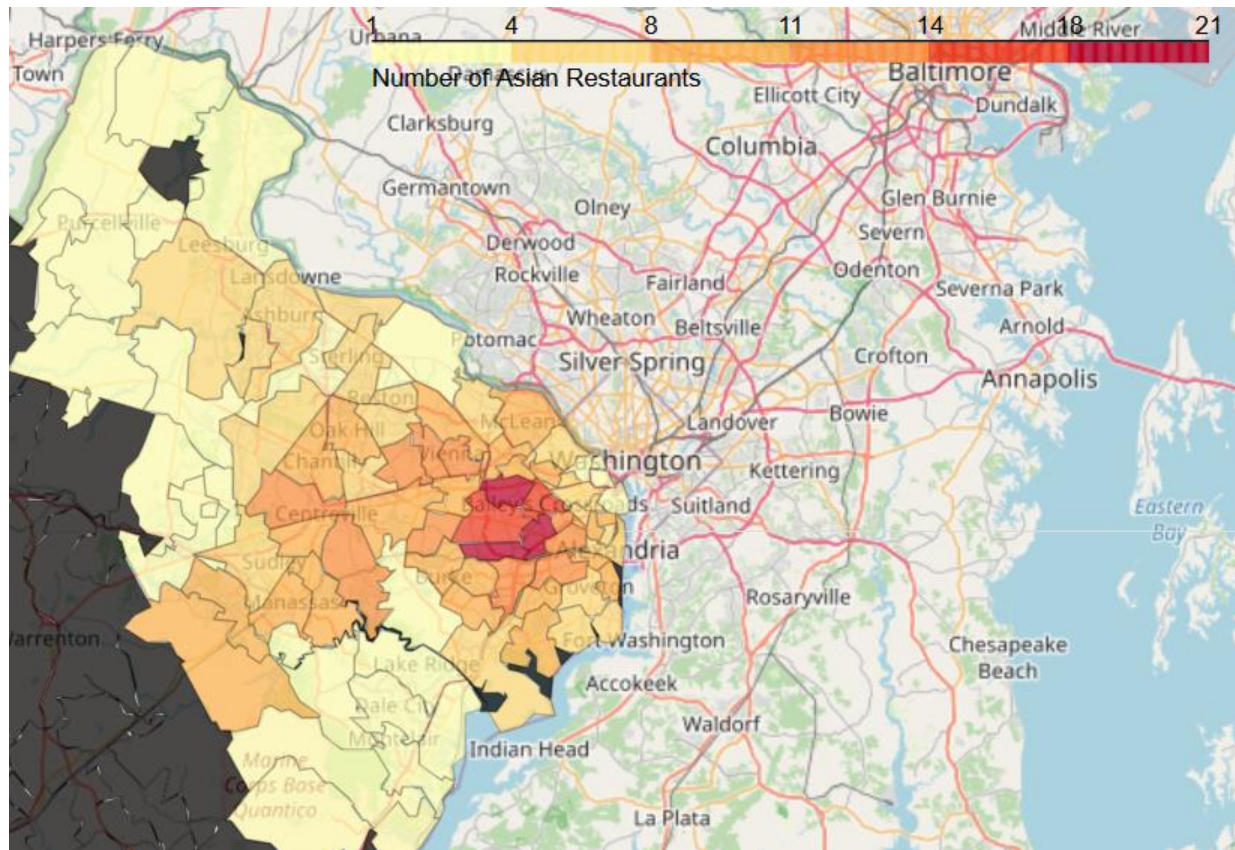 1 4 8 11 14 18 21
Number of Asian Restaurants
Harpers Ferry
Town
Urbana
Damascus
Middle River
Baltimore
Ellicott City
Dundalk
Clarksburg
Columbia
Germantown
Olney
Glen Burnie
Purcellville
Leesburg
Derwood
Severn
Lansdowne
Rockville
Fairland
Odenton
Severna Park
Ashburn
Wheaton
Beltsville
Arnold
Potomac
Sterling
Silver Spring
Crofton
Annapolis
Reston
McLean
Landover
Bowie
Oak Hill
Vienna
Washington
Kettering
Chantilly
Centreville
Bailey's Crossroads
Suitland
Eastern
Bay
Alexandria
Sudley
Burke
Groveton
Manassas
Rosaryville
Warrenton
Fort Washington
Chesapeake
Beach
Lake Ridge
Accokeek
Dale City
Waldorf
Montclair
Indian Head
Marine
Corps Base
Quantico
La Plata